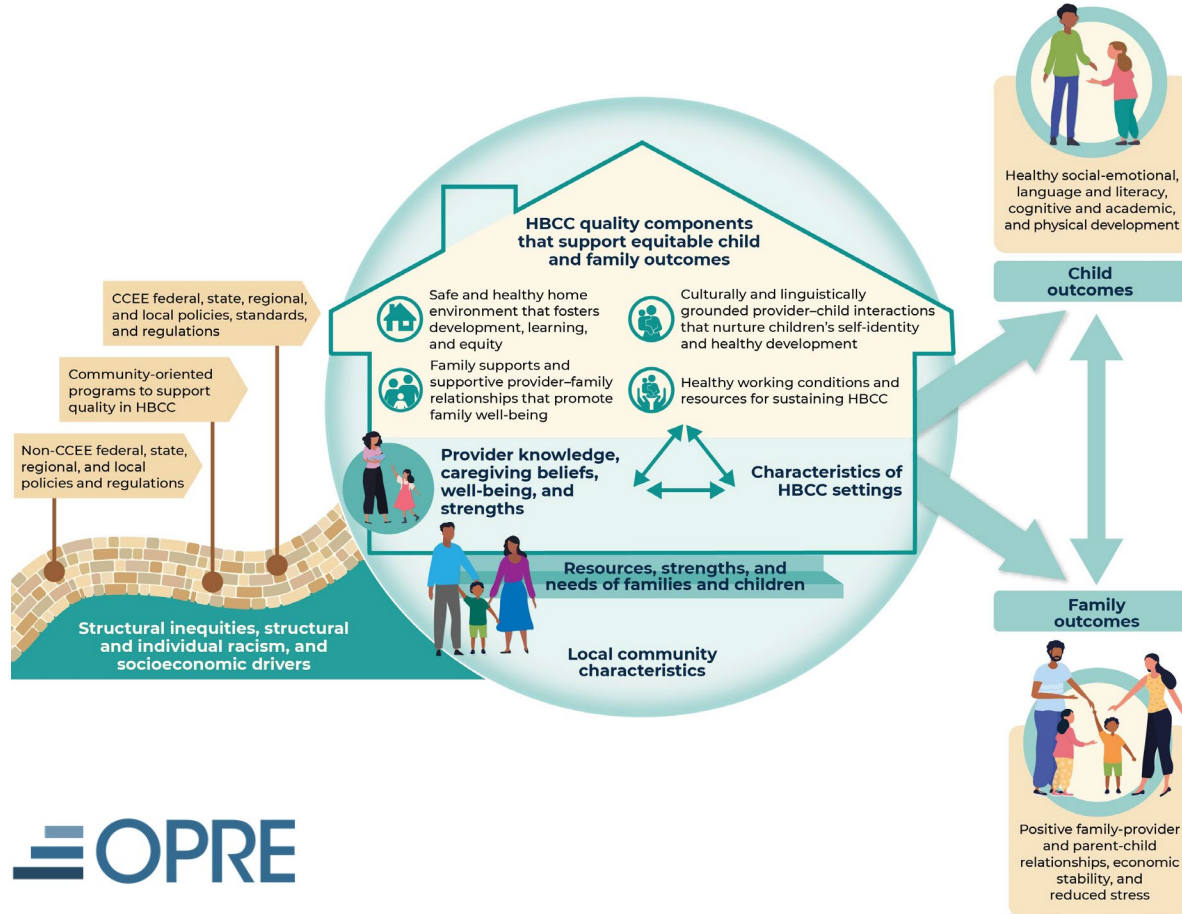 CCEE federal, state, regional,
and local policies, standards,
and regulations
Community-oriented
programs to support
quality in HBCC
Non-CCEE federal, state,
regional, and local
policies and regulations
Structural inequities, structural
and individual racism, and
socioeconomic drivers
HBCC quality components
that support equitable child
and family outcomes
Safe and healthy home
environment that fosters
development, learning,
and equity
Culturally and linguistically
grounded provider–child interactions
that nurture children’s self-identity
and healthy development
Family supports and
supportive provider–family
relationships that promote
family well-being
Healthy working conditions and
resources for sustaining HBCC
Provider knowledge,
caregiving beliefs,
well-being, and
strengths
Characteristics of
HBCC settings
Resources, strengths, and
needs of families and children
Local community
characteristics
Healthy social-emotional,
language and literacy,
cognitive and academic,
and physical development
Child
outcomes
Family
outcomes
Positive family-provider
and parent-child
relationships, economic
stability, and
reduced stress
OPRE